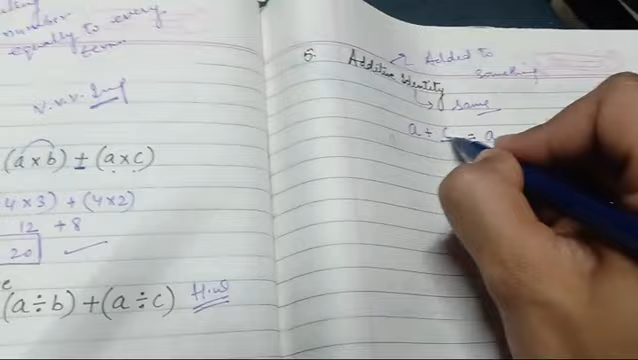 number
equally to every
term
V.V.V. Imp
(a × b) + (a × c)
4 × 3) + (4 × 2)
12 + 8
20
(a ÷ b) + (a ÷ c) H.W
5. Additive Identity
Added to
something
Same
a + = a